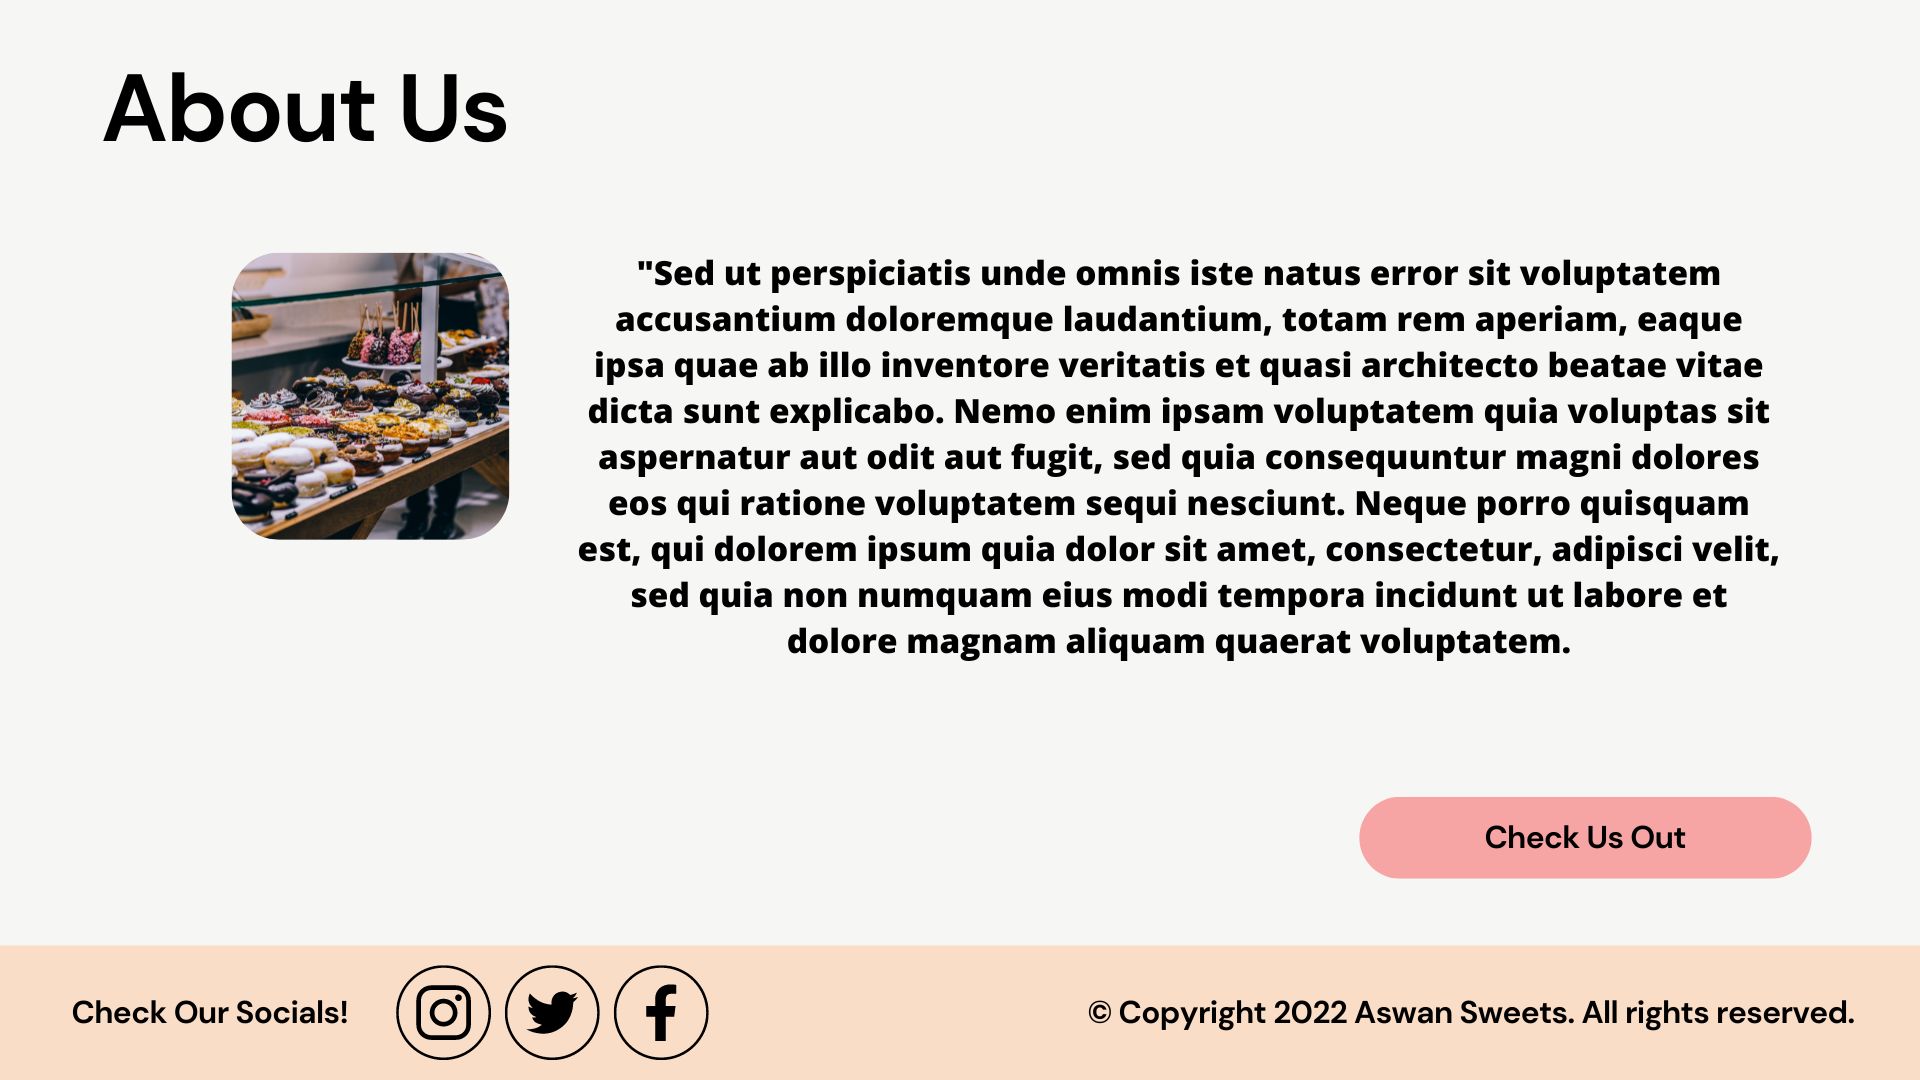 About Us
"Sed ut perspiciatis unde omnis iste natus error sit voluptatem
accusantium doloremque laudantium, totam rem aperiam, eaque
ipsa quae ab illo inventore veritatis et quasi architecto beatae vitae
dicta sunt explicabo. Nemo enim ipsam voluptatem quia voluptas sit
aspernatur aut odit aut fugit, sed quia consequuntur magni dolores
eos qui ratione voluptatem sequi nesciunt. Neque porro quisquam
est, qui dolorem ipsum quia dolor sit amet, consectetur, adipisci velit,
sed quia non numquam eius modi tempora incidunt ut labore et
dolore magnam aliquam quaerat voluptatem.
Check Us Out
Check Our Socials!
© Copyright 2022 Aswan Sweets. All rights reserved.